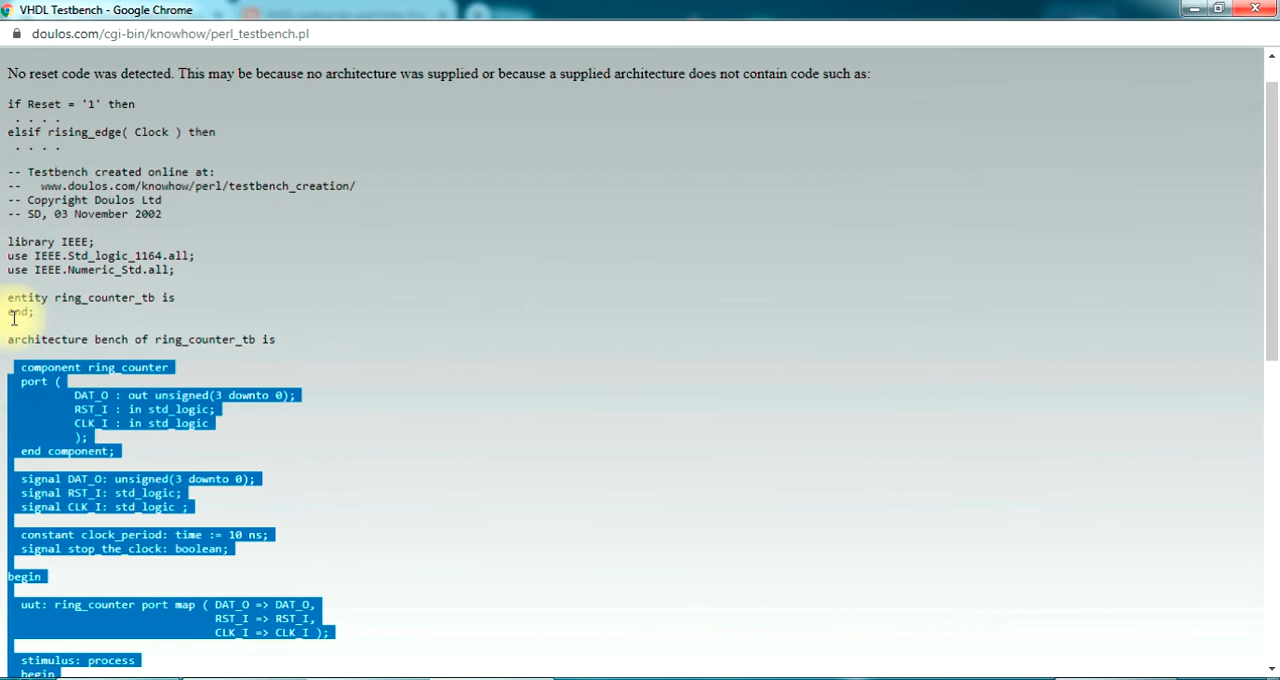 VHDL Testbench - Google Chrome
doulos.com/cgi-bin/knowhow/perl_testbench.pl
No reset code was detected. This may be because no architecture was supplied or because a supplied architecture does not contain code such as:
if Reset = '1' then
. . . .
elsif rising_edge( Clock ) then
. . . .
-- Testbench created online at:
--   www.doulos.com/knowhow/perl/testbench_creation/
-- Copyright Doulos Ltd
-- SD, 03 November 2002
library IEEE;
use IEEE.Std_logic_1164.all;
use IEEE.Numeric_Std.all;
entity ring_counter_tb is
end;
architecture bench of ring_counter_tb is
component ring_counter
port (
DAT_O : out unsigned(3 downto 0);
RST_I : in std_logic;
CLK_I : in std_logic
);
end component;
signal DAT_O: unsigned(3 downto 0);
signal RST_I: std_logic;
signal CLK_I: std_logic ;
constant clock_period: time := 10 ns;
signal stop_the_clock: boolean;
begin
uut: ring_counter port map ( DAT_O => DAT_O,
RST_I => RST_I,
CLK_I => CLK_I );
stimulus: process
begin